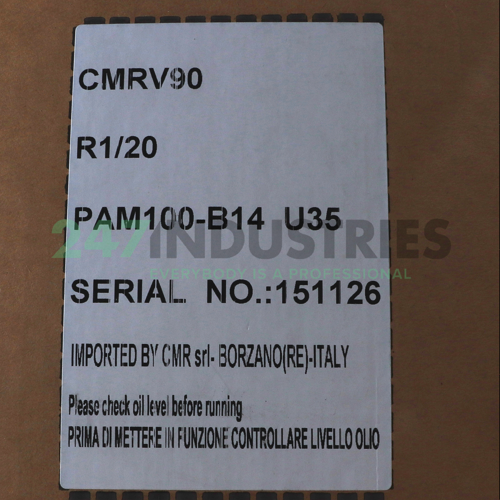 CMRV90
R1/20
PAM100-B14 U35
247INDUSTRIES
EVERYBODY IS A PROFESSIONAL
SERIAL NO.:151126
IMPORTED BY CMR srl- BORZANO(RE)-ITALY
Please check oil level before running
PRIMA DI METTERE IN FUNZIONE CONTROLLARE LIVELLO OLIO